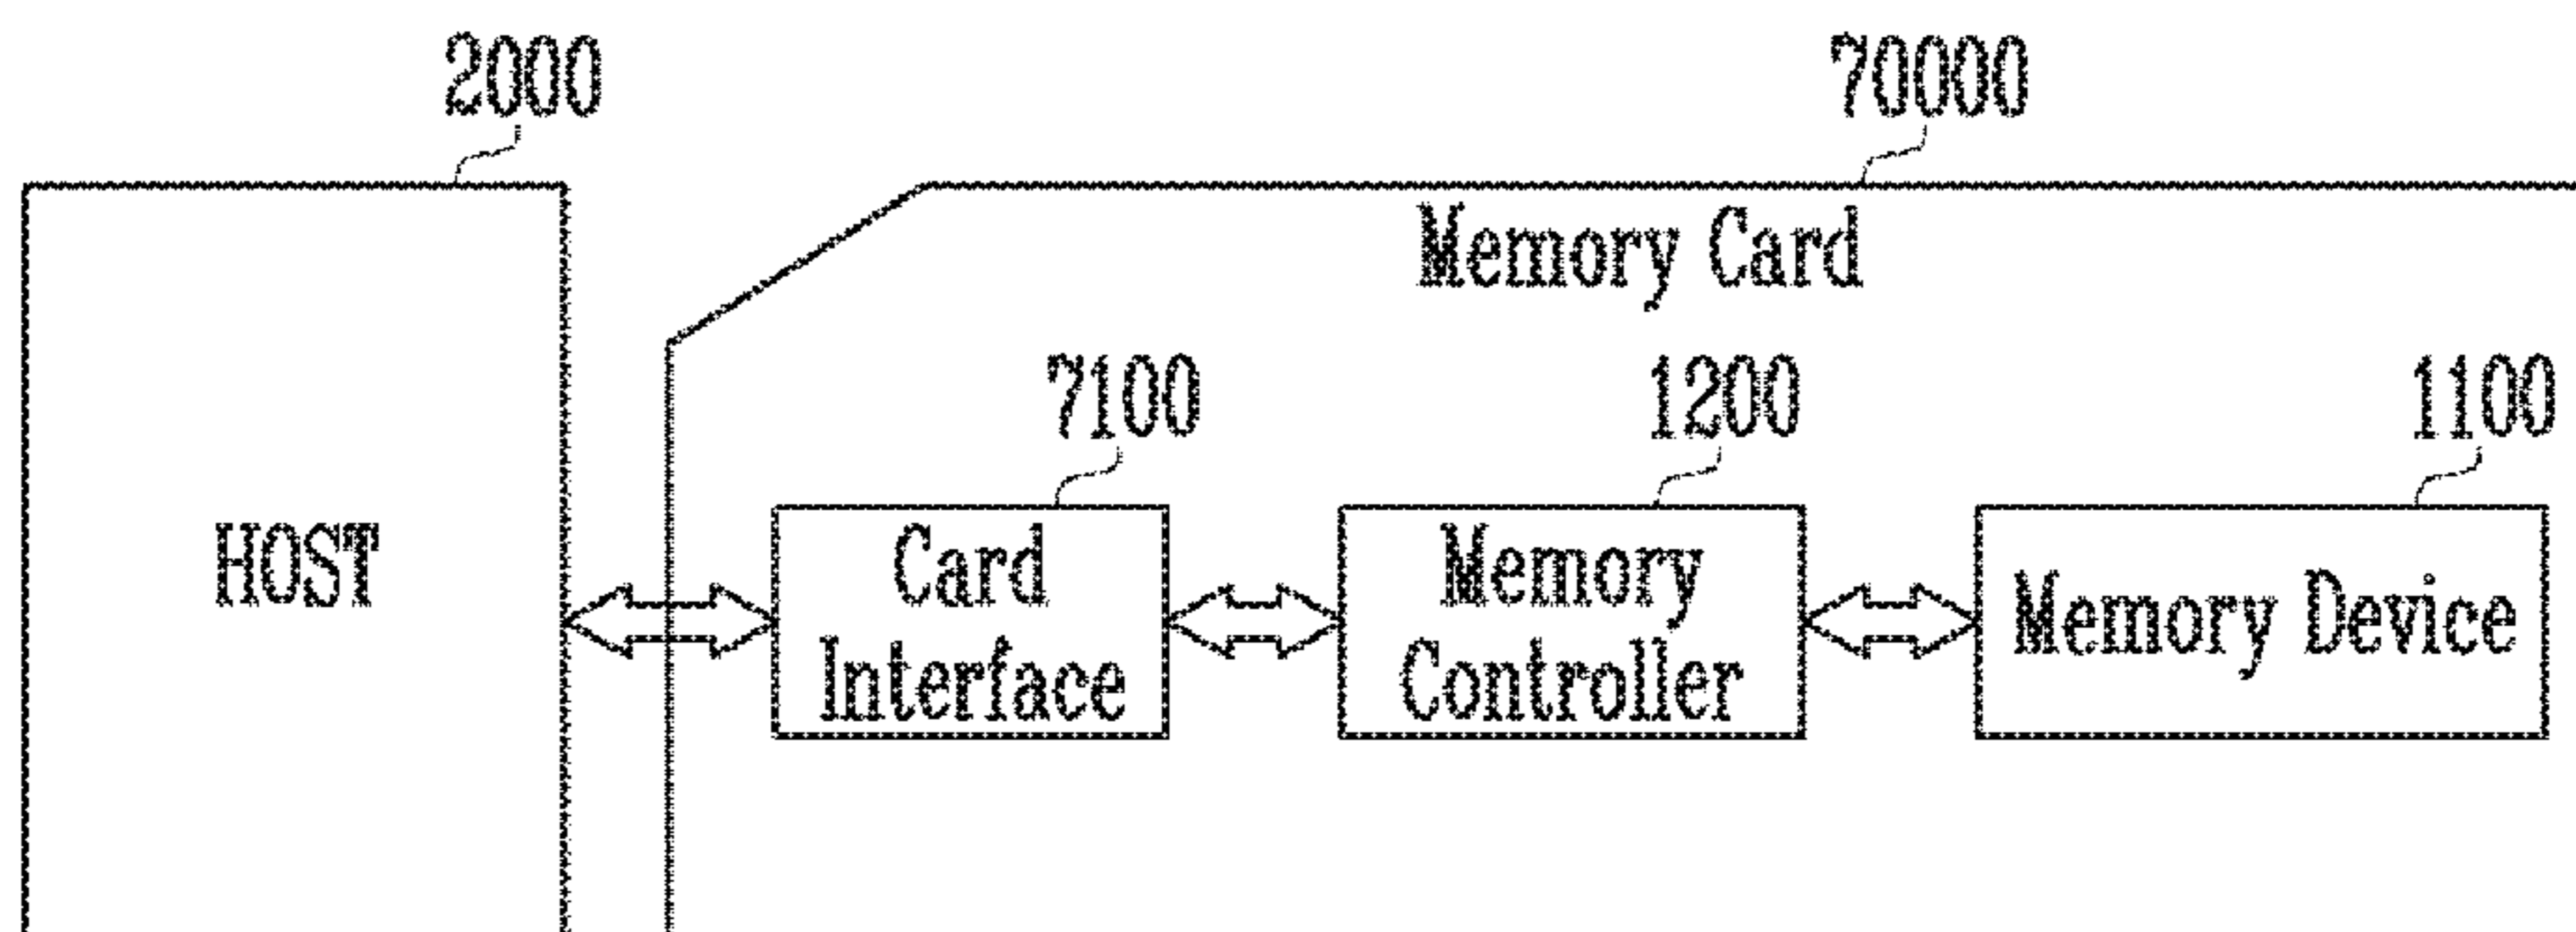 2000
70000
Memory Card
7100
1200
1100
HOST
Card
Interface
Memory
Controller
Memory Device